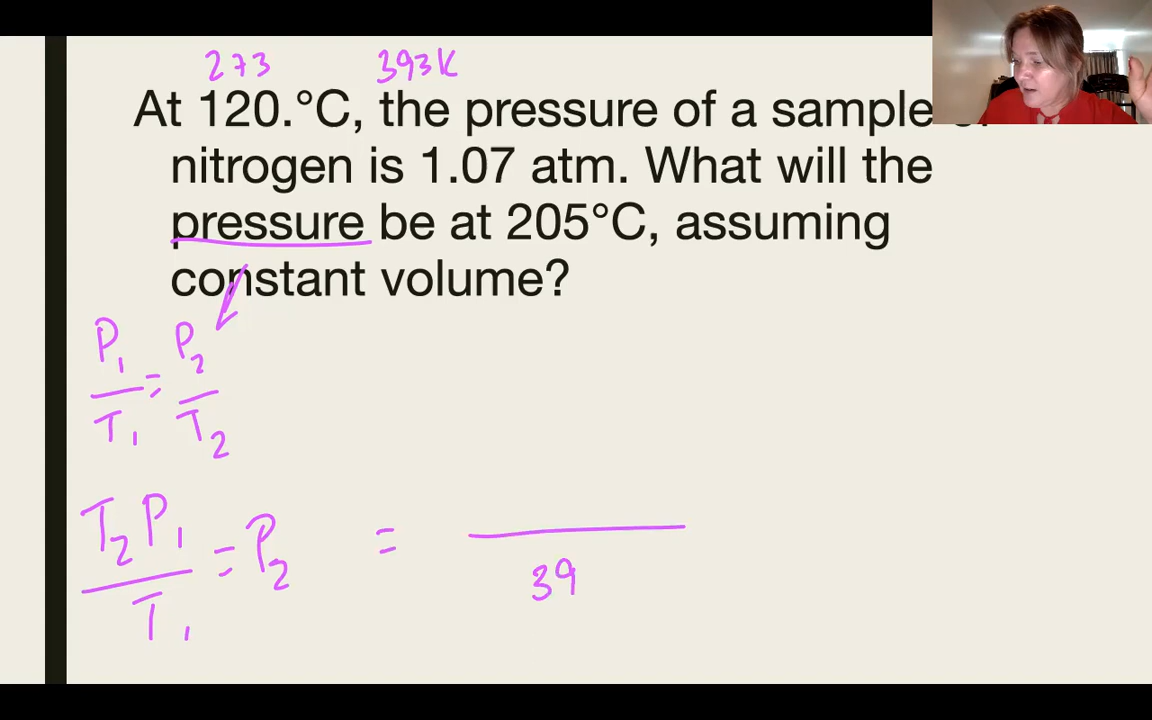 273 393K
At 120.°C, the pressure of a sample
nitrogen is 1.07 atm. What will the
pressure be at 205°C, assuming
constant volume?
P₁/T₁ = P₂/T₂
T₂P₁/T₁ = P₂ = /39